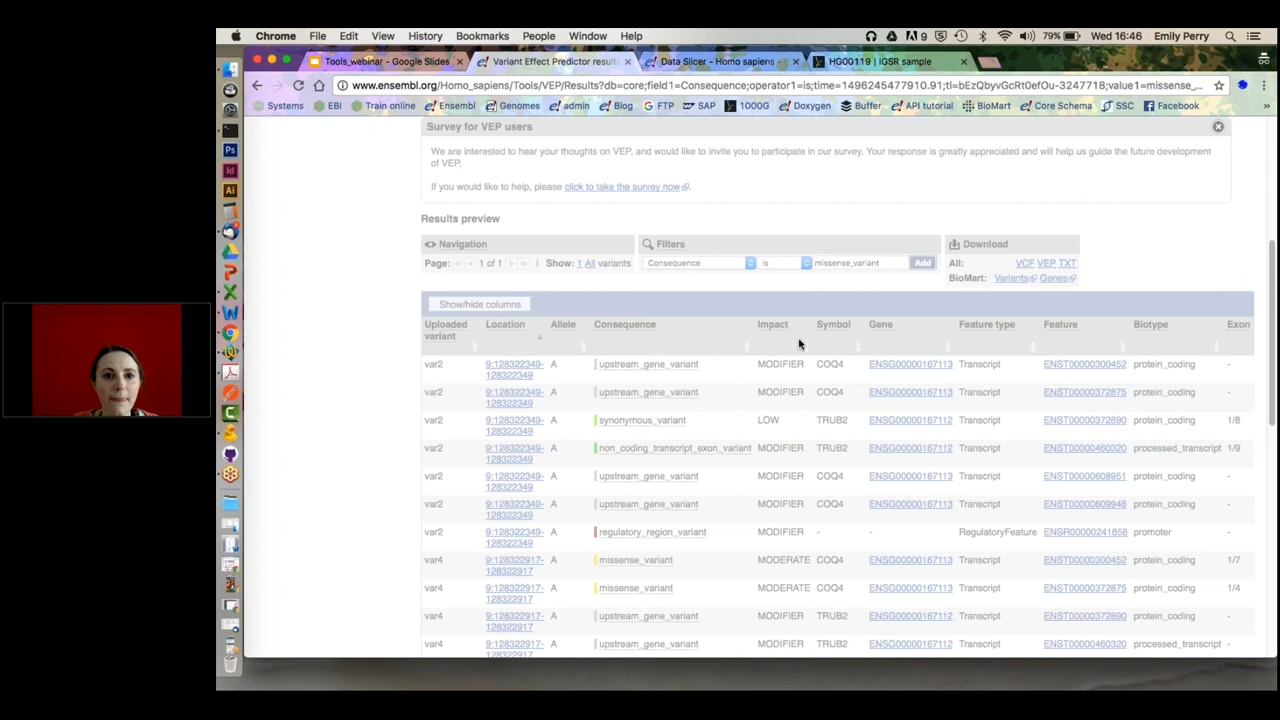 Chrome File Edit View History Bookmarks People Window Help 79% Wed 16:46 Emily Perry
Tools_webinar - Google Slides × Variant Effect Predictor results × Data Slicer - Homo sapiens - × HG00119 | IGSR sample ×
www.ensembl.org/Homo_sapiens/Tools/VEP/Results?db=core;field1=Consequence;operator1=is;time=1496245477910.91;tl=bEzQbyvGcRt0efOu-3247718;value1=missense_...
Systems EBI Train online Ensembl Genomes admin Blog FTP SAP 1000G Doxygen Buffer API tutorial BioMart Core Schema SSC Facebook
Survey for VEP users
We are interested to hear your thoughts on VEP, and would like to invite you to participate in our survey. Your response is greatly appreciated and will help us guide the future development
of VEP.
If you would like to help, please click to take the survey now.
Results preview
Navigation Filters Download
Page: 1 of 1 | Show: 1 All variants Consequence is missense_variant Add All: VCF VEP TXT
BioMart: Variants Genes
Show/hide columns
Uploaded variant Location Allele Consequence Impact Symbol Gene Feature type Feature Biotype Exon
var2 9:128322349-128322349 A upstream_gene_variant MODIFIER COQ4 ENSG00000167113 Transcript ENST00000300452 protein_coding -
var2 9:128322349-128322349 A upstream_gene_variant MODIFIER COQ4 ENSG00000167113 Transcript ENST00000372875 protein_coding -
var2 9:128322349-128322349 A synonymous_variant LOW TRUB2 ENSG00000167112 Transcript ENST00000372890 protein_coding 1/8
var2 9:128322349-128322349 A non_coding_transcript_exon_variant MODIFIER TRUB2 ENSG00000167112 Transcript ENST00000460320 processed_transcript 1/9
var2 9:128322349-128322349 A upstream_gene_variant MODIFIER COQ4 ENSG00000167113 Transcript ENST00000608951 protein_coding -
var2 9:128322349-128322349 A upstream_gene_variant MODIFIER COQ4 ENSG00000167113 Transcript ENST00000609948 protein_coding -
var2 9:128322349-128322349 A regulatory_region_variant MODIFIER - - RegulatoryFeature ENSR00000241858 promoter -
var4 9:128322917-128322917 A missense_variant MODERATE COQ4 ENSG00000167113 Transcript ENST00000300452 protein_coding 1/7
var4 9:128322917-128322917 A missense_variant MODERATE COQ4 ENSG00000167113 Transcript ENST00000372875 protein_coding 1/4
var4 9:128322917-128322917 A upstream_gene_variant MODIFIER TRUB2 ENSG00000167112 Transcript ENST00000372890 protein_coding -
var4 9:128322917-128322917 A upstream_gene_variant MODIFIER TRUB2 ENSG00000167112 Transcript ENST00000460320 processed_transcript -